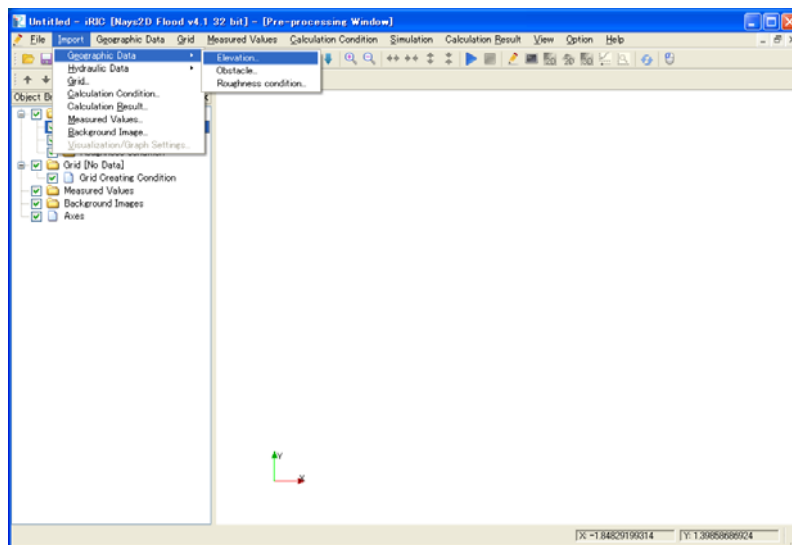 Untitled - iRIC [Nays2D Flood v4.1 32 bit] - [Pre-processing Window]
File Import Geographic Data Grid Measured Values Calculation Condition Simulation Calculation Result View Option Help
Geographic Data
Elevation..
Hydraulic Data
Obstacle..
Grid..
Roughness condition..
Calculation Condition..
Object Br
Calculation Result..
Measured Values..
Background Image..
Visualization/Graph Settings..
Grid [No Data]
Grid Creating Condition
Measured Values
Background Images
Axes
Y
X
X: -1.84829199314 Y: 1.39858686924